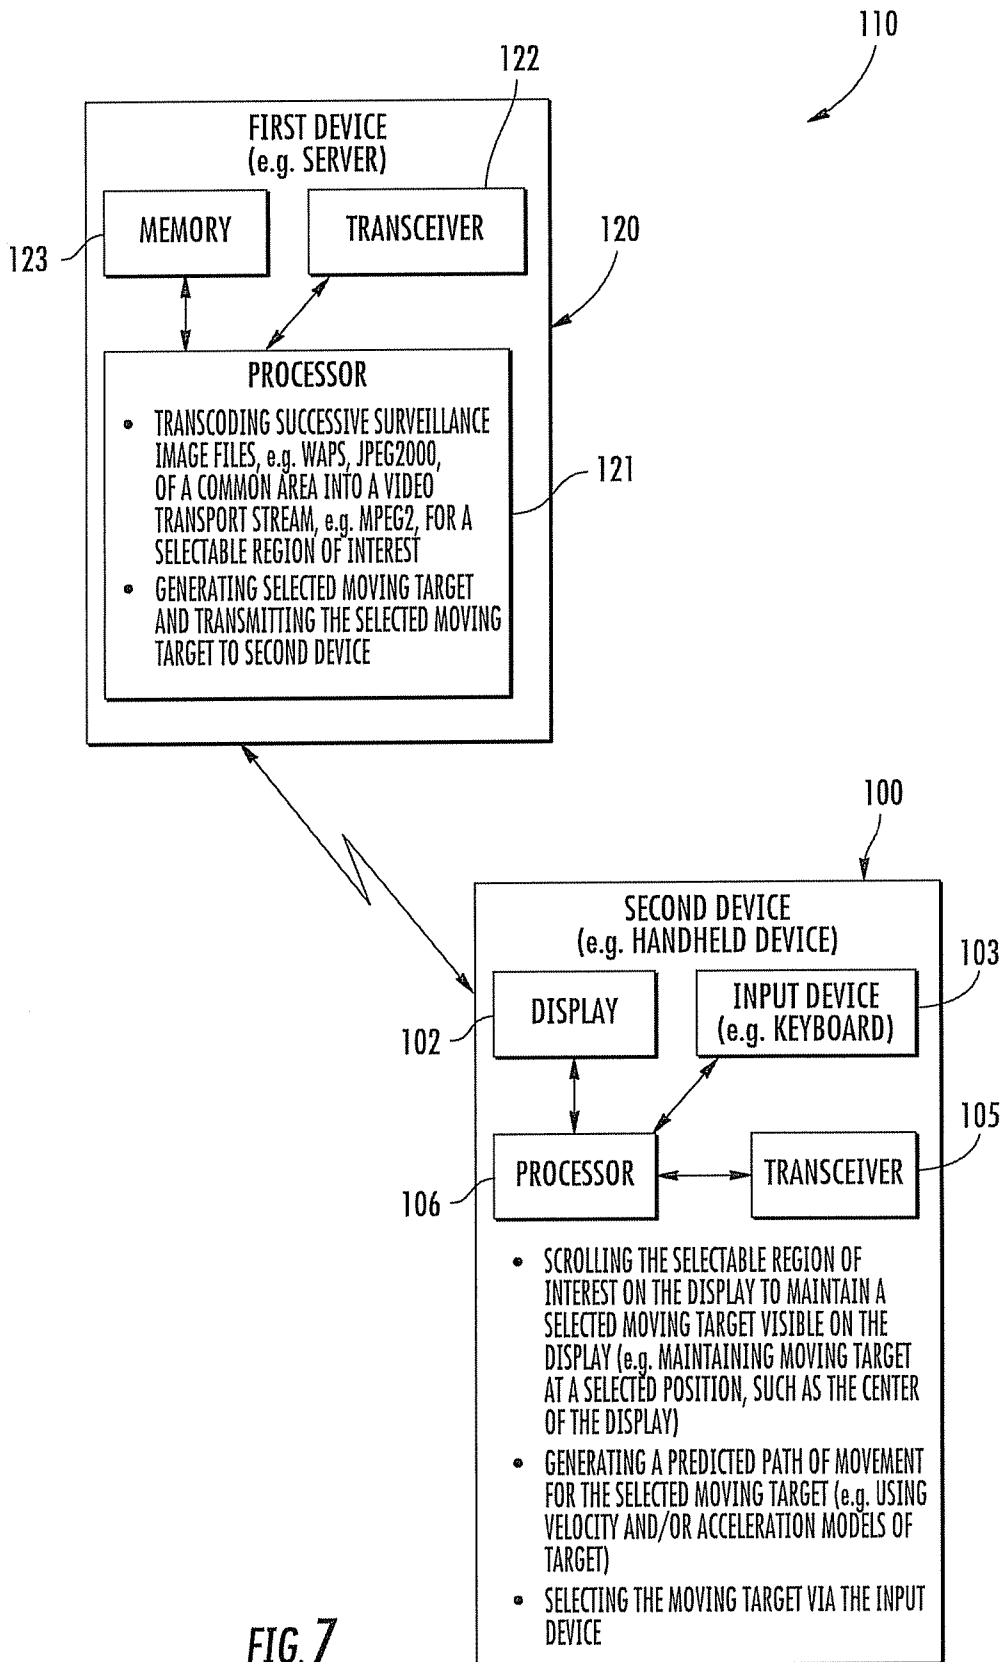 110
122
FIRST DEVICE
(e.g. SERVER)
MEMORY
TRANSCEIVER
123
120
PROCESSOR
• TRANSCODING SUCCESSIVE SURVEILLANCE
IMAGE FILES, e.g. WAPS, JPEG2000,
OF A COMMON AREA INTO A VIDEO
TRANSPORT STREAM, e.g. MPEG2, FOR A
SELECTABLE REGION OF INTEREST
• GENERATING SELECTED MOVING TARGET
AND TRANSMITTING THE SELECTED MOVING
TARGET TO SECOND DEVICE
121
100
SECOND DEVICE
(e.g. HANDHELD DEVICE)
103
DISPLAY
INPUT DEVICE
(e.g. KEYBOARD)
102
105
PROCESSOR
TRANSCEIVER
106
• SCROLLING THE SELECTABLE REGION OF
INTEREST ON THE DISPLAY TO MAINTAIN A
SELECTED MOVING TARGET VISIBLE ON THE
DISPLAY (e.g. MAINTAINING MOVING TARGET
AT A SELECTED POSITION, SUCH AS THE CENTER
OF THE DISPLAY)
• GENERATING A PREDICTED PATH OF MOVEMENT
FOR THE SELECTED MOVING TARGET (e.g. USING
VELOCITY AND/OR ACCELERATION MODELS OF
TARGET)
• SELECTING THE MOVING TARGET VIA THE INPUT
DEVICE
FIG. 7